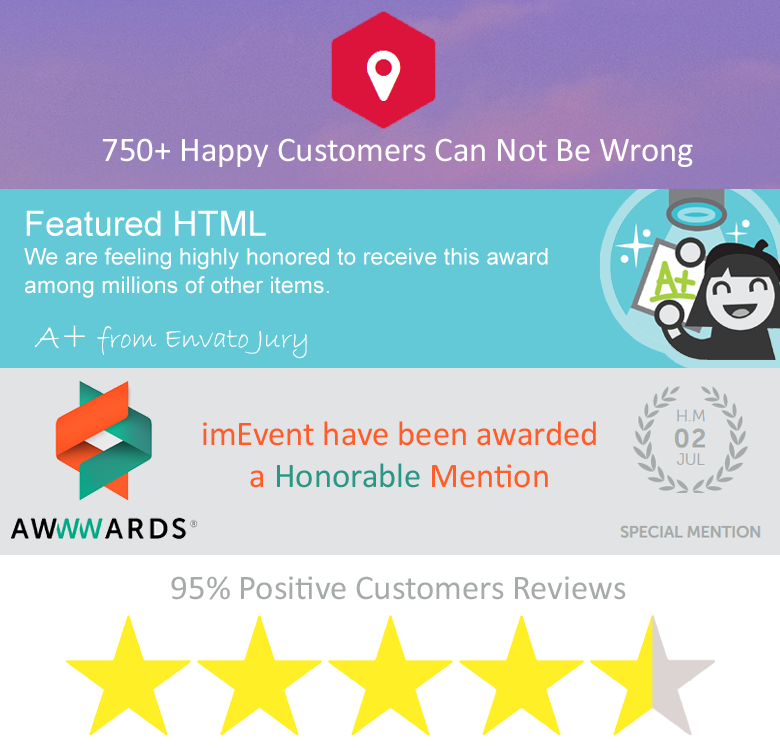 750+ Happy Customers Can Not Be Wrong
Featured HTML
We are feeling highly honored to receive this award
among millions of other items.
A+ from Envato Jury
A+
imEvent have been awarded
a Honorable Mention
AWWWARDS®
H.M
02
JUL
SPECIAL MENTION
95% Positive Customers Reviews